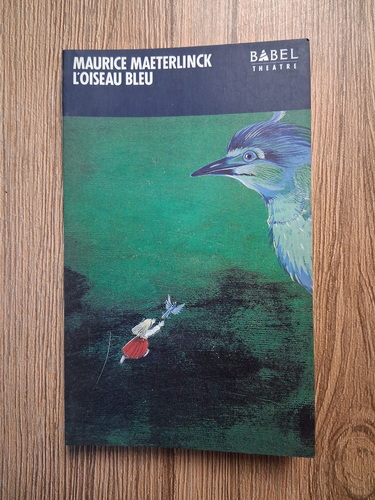 MAURICE MAETERLINCK
L'OISEAU BLEU
BABEL
THEATRE